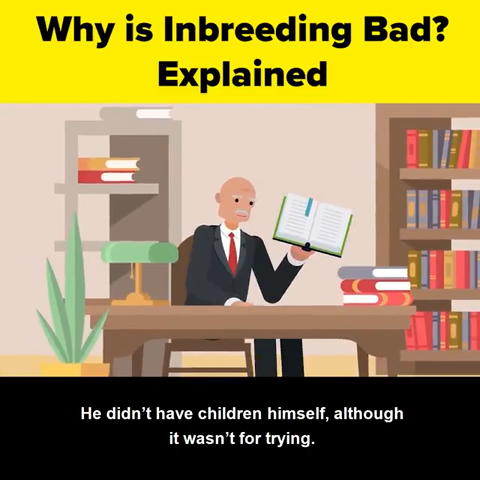 Why is Inbreeding Bad?
Explained
He didn't have children himself, although
it wasn't for trying.